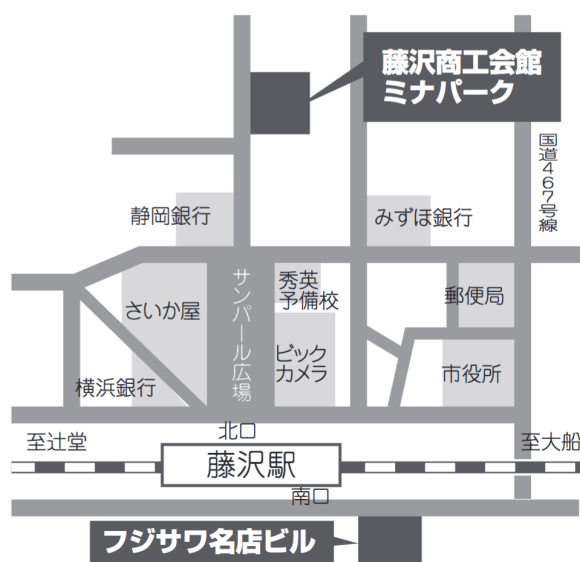 藤沢商工会館
ミナパーク
国道467号線
静岡銀行
みずほ銀行
サンパール広場
秀英
予備校
郵便局
さいか屋
ビック
カメラ
市役所
横浜銀行
北口
至辻堂
至大船
藤沢駅
南口
フジサワ名店ビル